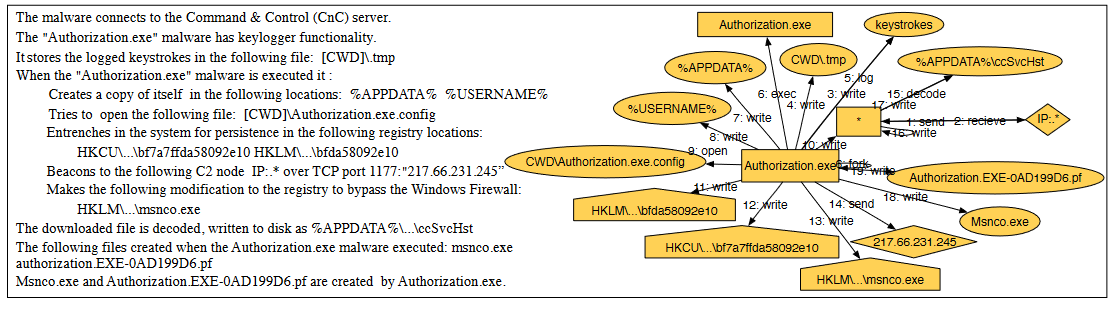 The malware connects to the Command & Control (CnC) server.
The "Authorization.exe" malware has keylogger functionality.
It stores the logged keystrokes in the following file: [CWD]\.tmp
When the "Authorization.exe" malware is executed it :
Creates a copy of itself in the following locations: %APPDATA% %USERNAME%
Tries to open the following file: [CWD]\Authorization.exe.config
Entrenches in the system for persistence in the following registry locations:
HKCU\...\bf7a7ffda58092e10 HKLM\...\bfda58092e10
Beacons to the following C2 node IP:.* over TCP port 1177:"217.66.231.245”
Makes the following modification to the registry to bypass the Windows Firewall:
HKLM\...\msnco.exe
The downloaded file is decoded, written to disk as %APPDATA%\...\ccSvcHst
The following files created when the Authorization.exe malware executed: msnco.exe
authorization.EXE-0AD199D6.pf
Msnco.exe and Authorization.EXE-0AD199D6.pf are created by Authorization.exe.
Authorization.exe
keystrokes
%APPDATA%
CWD\.tmp
%APPDATA%\ccSvcHst
5: log
6: exec
3: write
15: decode
4: write
17: write
%USERNAME%
7: write
*
1: send
2: recieve
IP:.*
16: write
8: write
10: write
9: open
CWD\Authorization.exe.config
Authorization.exe
6: fork
19: write
Authorization.EXE-0AD199D6.pf
11: write
18: write
HKLM\...\bfda58092e10
12: write
14: send
13: write
Msnco.exe
HKCU\...\bf7a7ffda58092e10
217.66.231.245
HKLM\...\msnco.exe